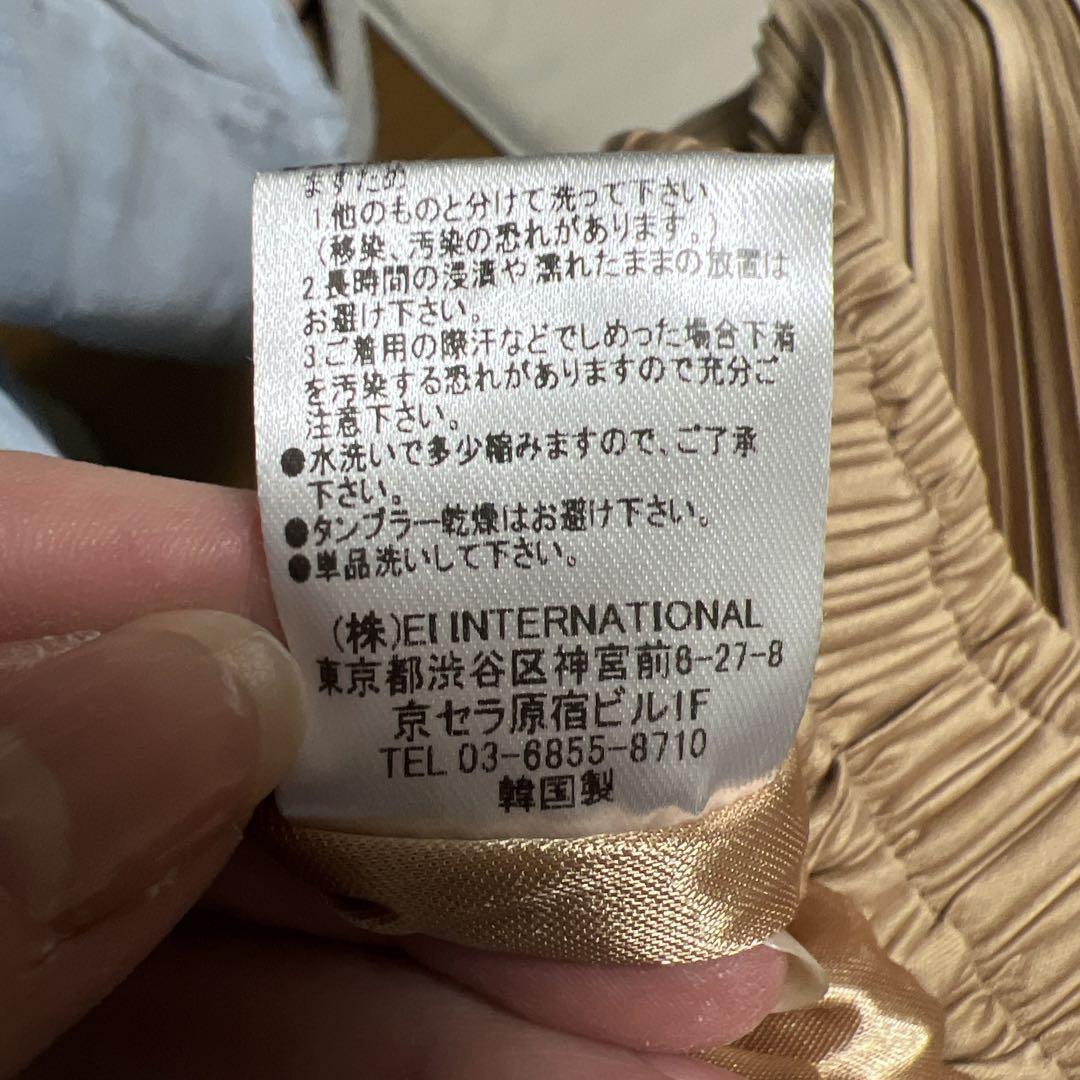 ますため
1.他のものと分けて洗って下さい
(移染、汚染の恐れがあります。)
2.長時間の浸漬や濡れたままの放置は
お避け下さい。
3.ご着用の際汗などでしめった場合下着
を汚染する恐れがありますので充分ご
注意下さい。
●水洗いで多少縮みますので、ご了承
下さい。
●タンブラー乾燥はお避け下さい。
●単品洗いして下さい。
(株)EI INTERNATIONAL
東京都渋谷区神宮前6-27-8
京セラ原宿ビル1F
TEL 03-6855-8710
韓国製